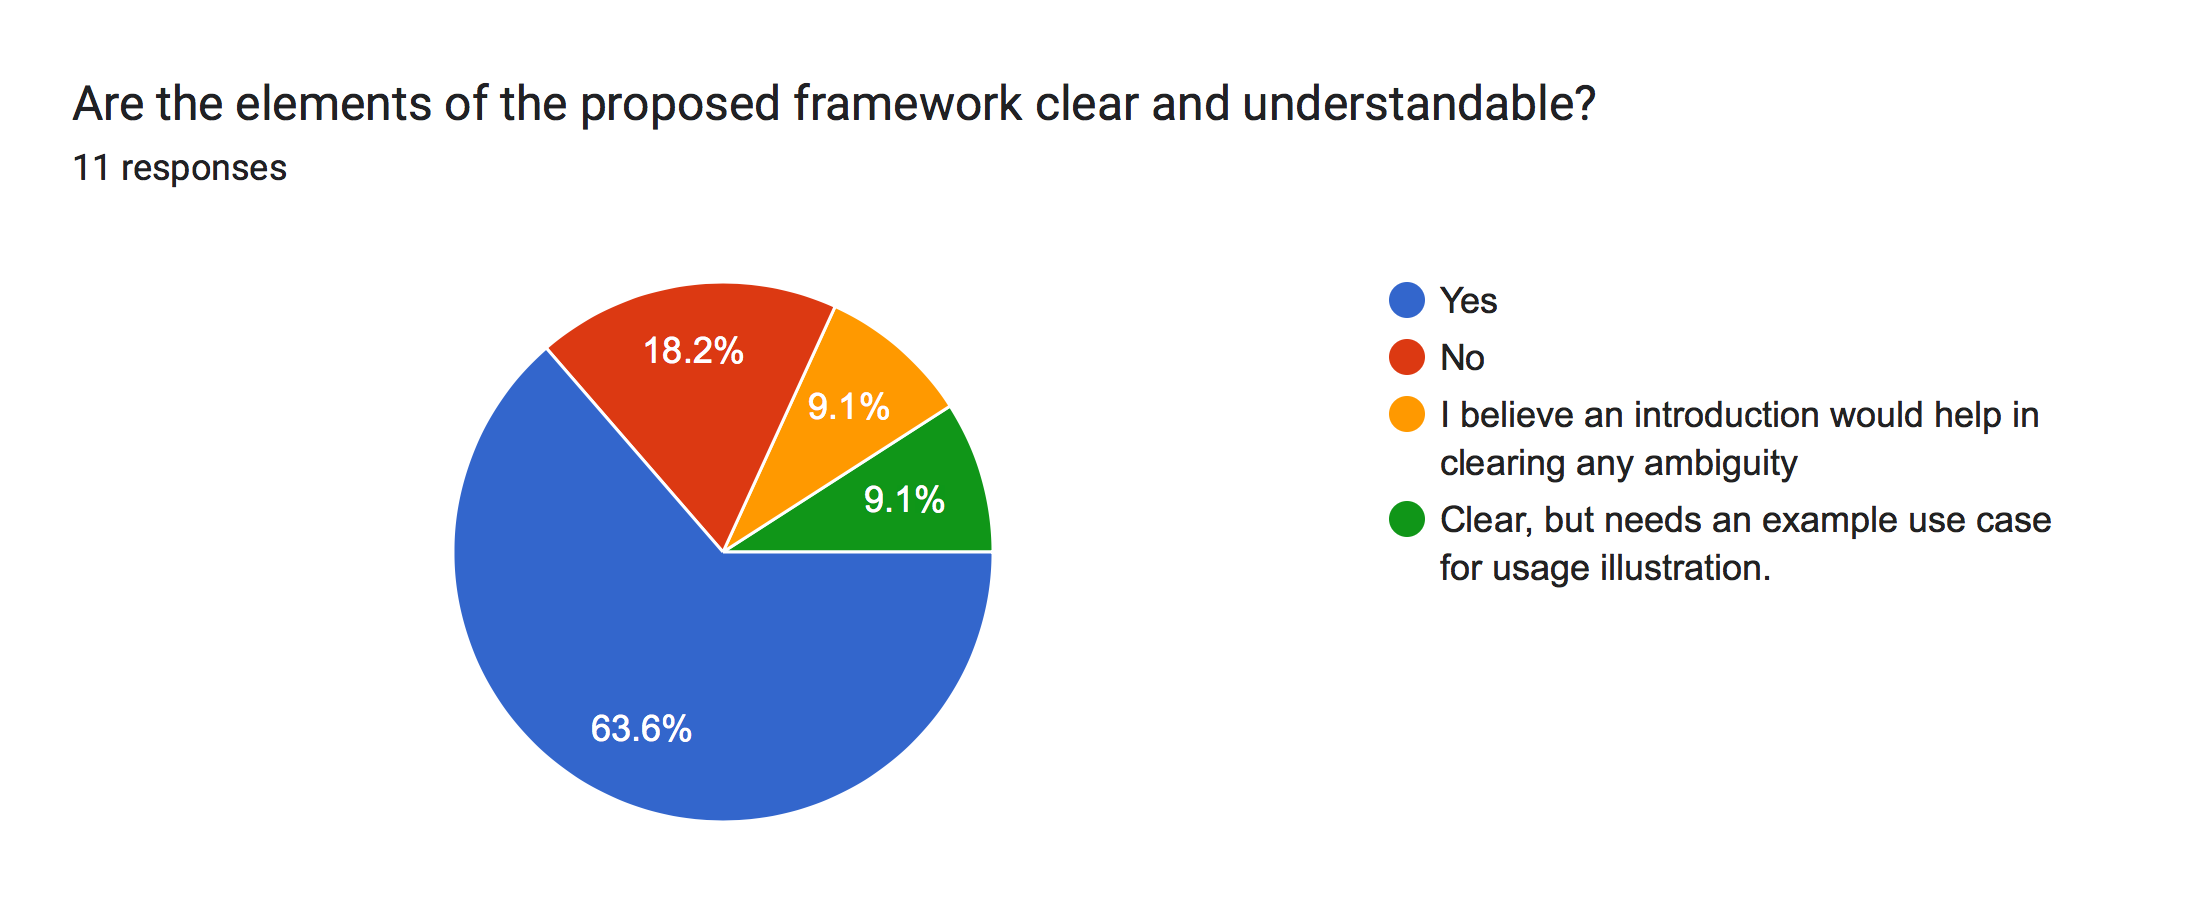 Are the elements of the proposed framework clear and understandable?
11 responses
18.2%
9.1%
9.1%
63.6%
Yes
No
I believe an introduction would help in
clearing any ambiguity
Clear, but needs an example use case
for usage illustration.